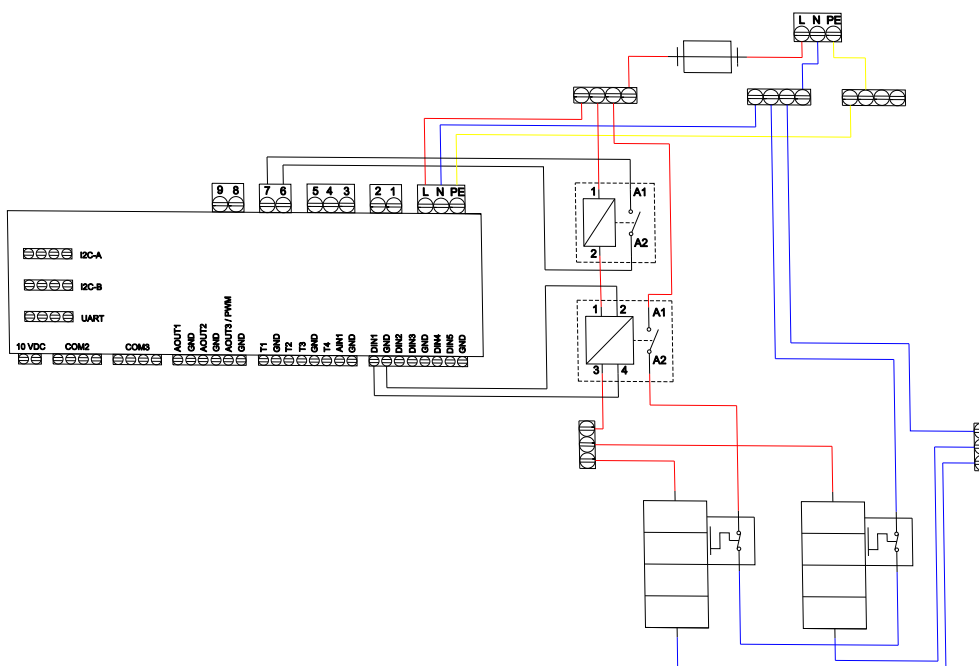 L N PE
9 8
7 6
5 4 3
2 1
L N PE
1
A1
A2
2
I2C-A
I2C-B
UART
10 VDC
COM2
COM3
AOUT1
GND
AOUT2
GND
AOUT3 / PWM
GND
T1
GND
T2
T3
GND
T4
AIN1
GND
DIN1
GND
DIN2
DIN3
GND
DIN4
DIN5
GND
1 2
A1
A2
3 4